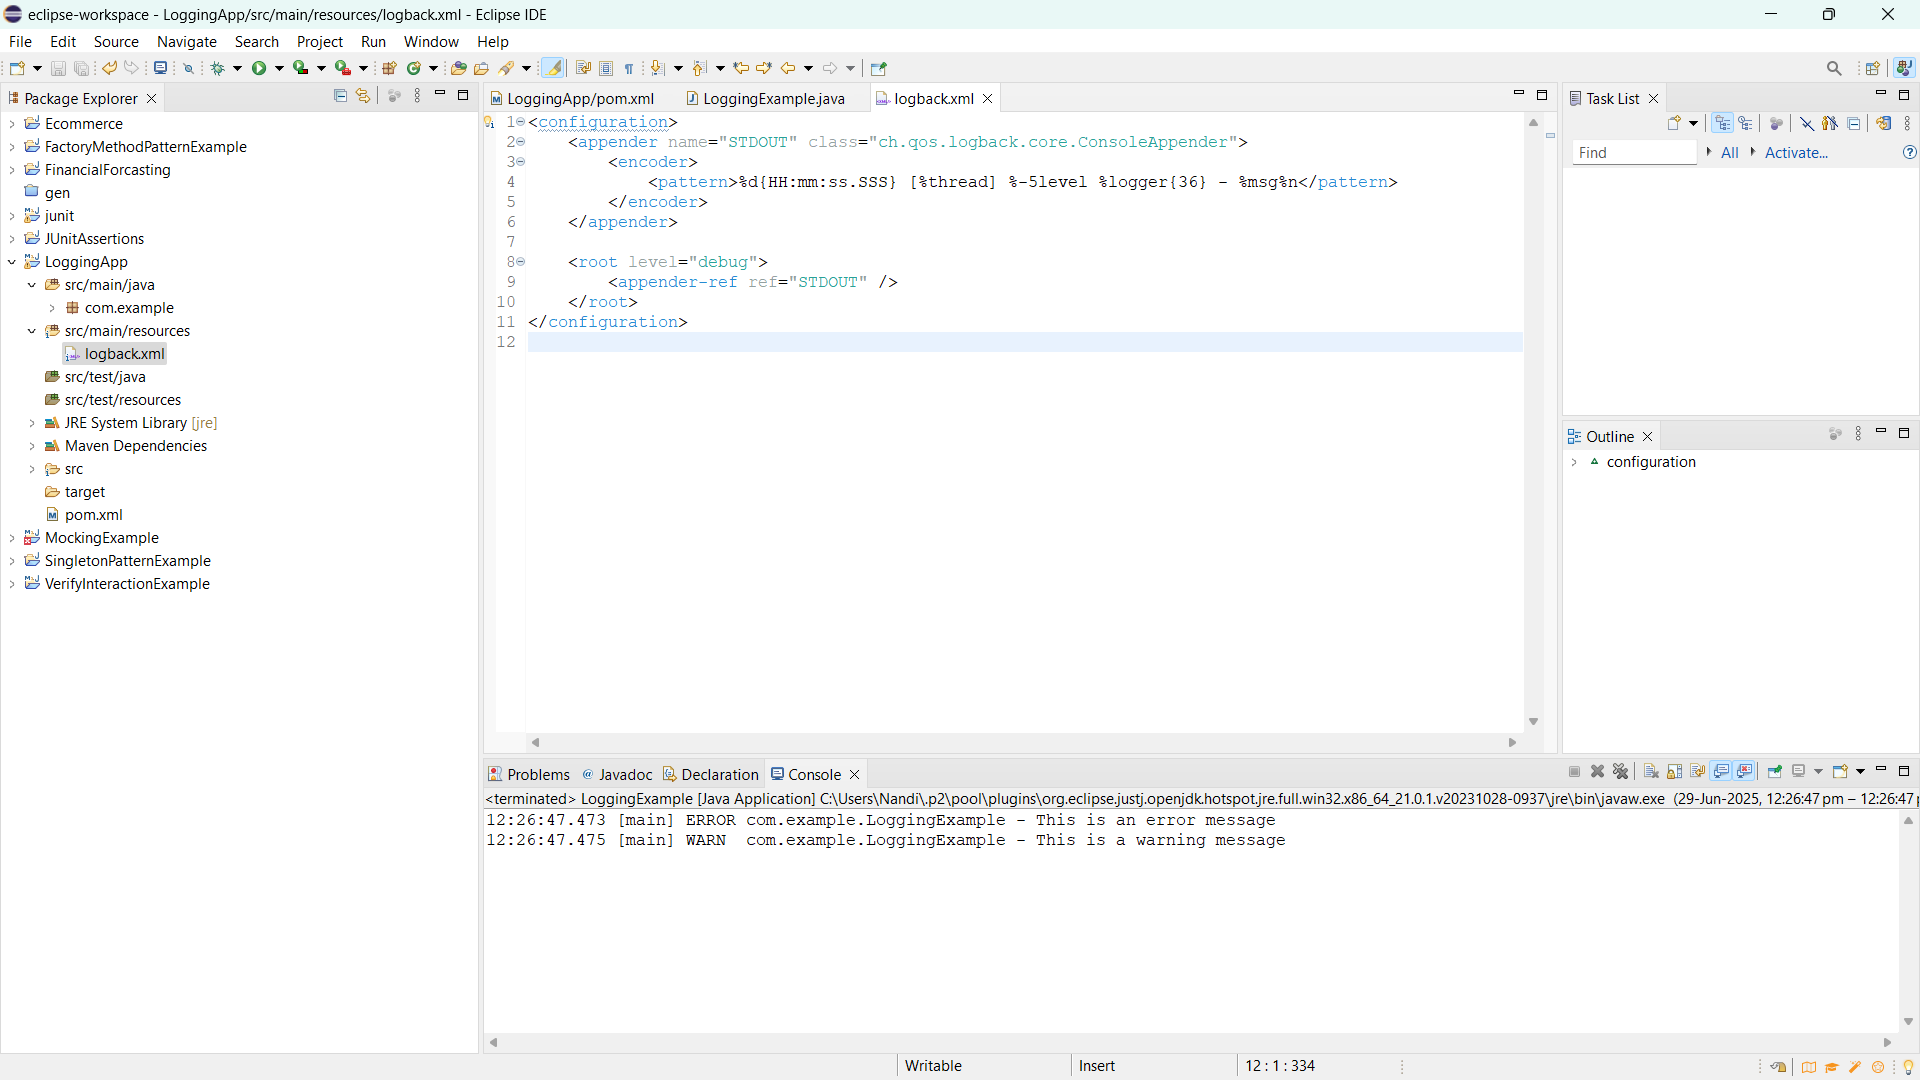 eclipse-workspace - LoggingApp/src/main/resources/logback.xml - Eclipse IDE
File Edit Source Navigate Search Project Run Window Help
Package Explorer
Ecommerce
FactoryMethodPatternExample
FinancialForcasting
gen
junit
JUnitAssertions
LoggingApp
src/main/java
com.example
src/main/resources
logback.xml
src/test/java
src/test/resources
JRE System Library [jre]
Maven Dependencies
src
target
pom.xml
MockingExample
SingletonPatternExample
VerifyInteractionExample
LoggingApp/pom.xml LoggingExample.java logback.xml
1 <configuration>
2 <appender name="STDOUT" class="ch.qos.logback.core.ConsoleAppender">
3 <encoder>
4 <pattern>%d{HH:mm:ss.SSS} [%thread] %-5level %logger{36} - %msg%n</pattern>
5 </encoder>
6 </appender>
7
8 <root level="debug">
9 <appender-ref ref="STDOUT" />
10 </root>
11 </configuration>
12
Task List
Find All Activate...
Outline
configuration
Problems Javadoc Declaration Console
<terminated> LoggingExample [Java Application] C:\Users\Nandi\.p2\pool\plugins\org.eclipse.justj.openjdk.hotspot.jre.full.win32.x86_64_21.0.1.v20231028-0937\jre\bin\javaw.exe (29-Jun-2025, 12:26:47 pm – 12:26:47
12:26:47.473 [main] ERROR com.example.LoggingExample - This is an error message
12:26:47.475 [main] WARN  com.example.LoggingExample - This is a warning message
Writable Insert 12 : 1 : 334